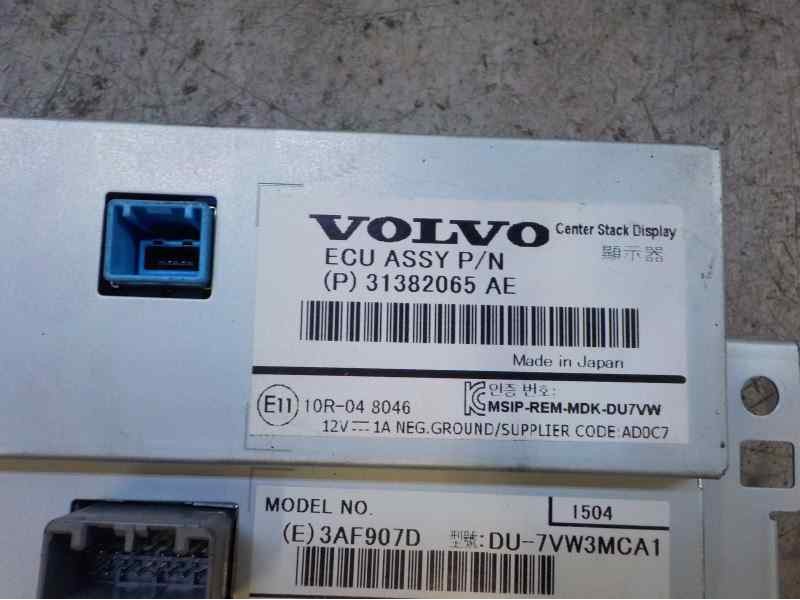 VOLVO Center Stack Display
ECU ASSY P/N 顯示器
(P) 31382065 AE
Made in Japan
E11 10R-04 8046 KC 인증 번호:
MSIP-REM-MDK-DU7VW
12V⎓1A NEG.GROUND/SUPPLIER CODE:AD0C7
MODEL NO. 1504
(E)3AF907D 型號:DU-7VW3MCA1